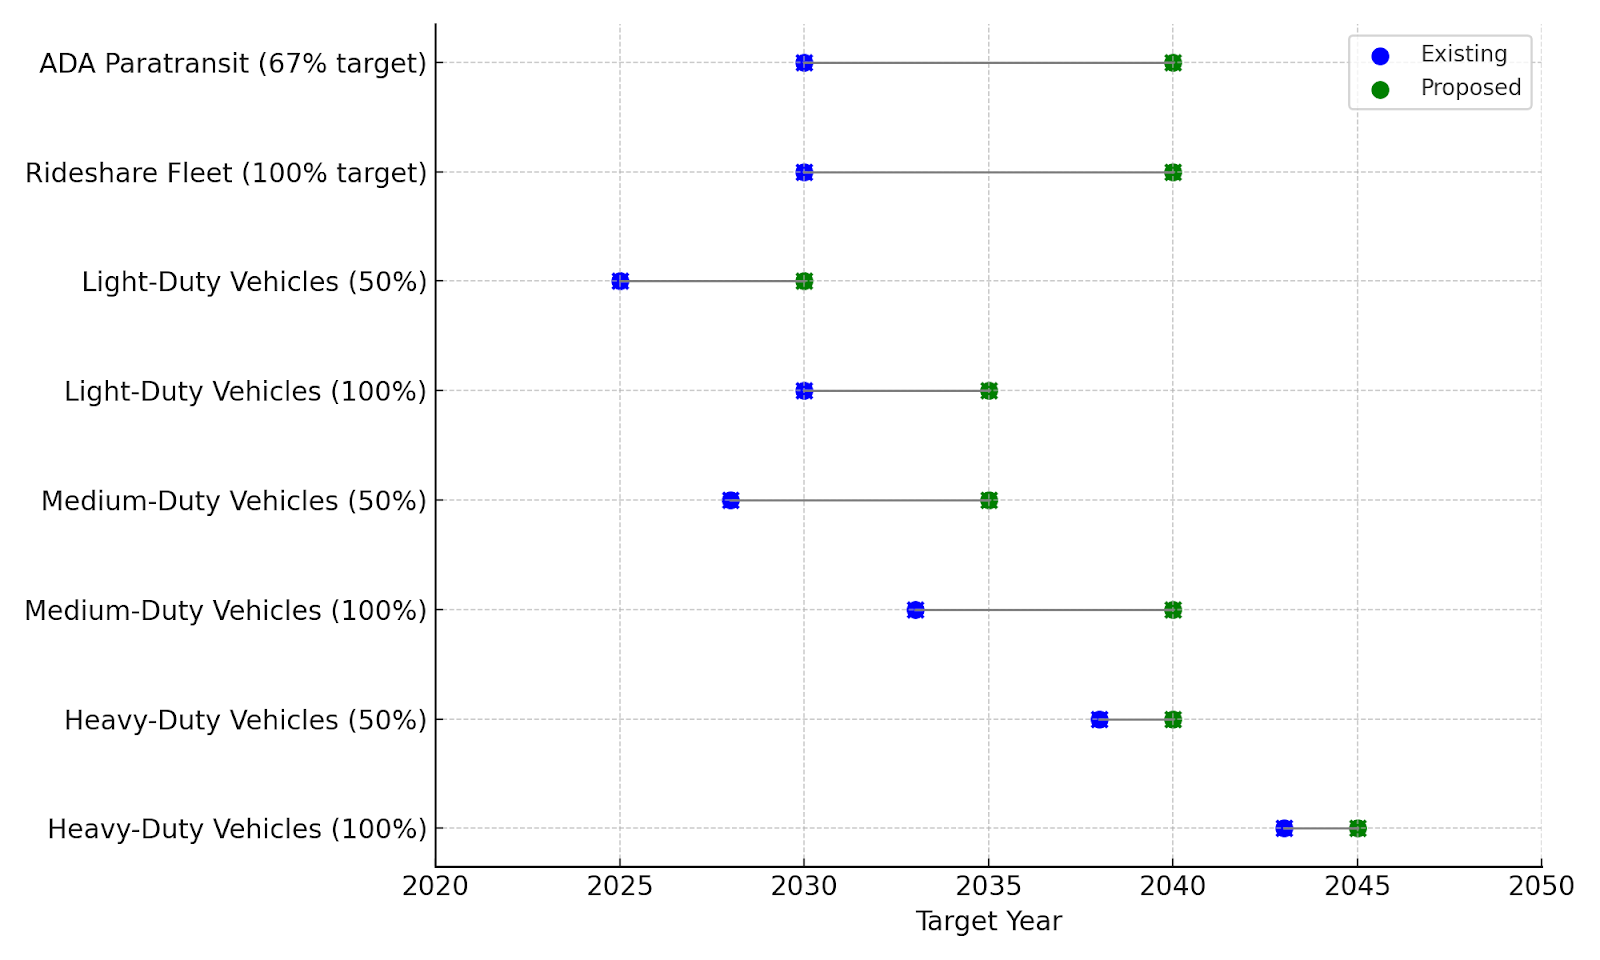 ADA Paratransit (67% target)
Rideshare Fleet (100% target)
Light-Duty Vehicles (50%)
Light-Duty Vehicles (100%)
Medium-Duty Vehicles (50%)
Medium-Duty Vehicles (100%)
Heavy-Duty Vehicles (50%)
Heavy-Duty Vehicles (100%)
Existing
Proposed
2020 2025 2030 2035 2040 2045 2050
Target Year